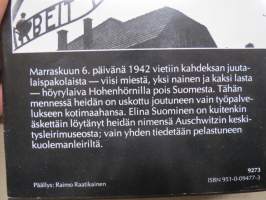 ARBEIT
Marraskuun 6. päivänä 1942 vietiin kahdeksan juuta-
laispakolaista — viisi miestä, yksi nainen ja kaksi lasta
— höyrylaiva Hohenhörnilla pois Suomesta. Tähän
mennessä heidän on uskottu joutuneen vain työpalve-
lukseen kotimaahansa. Elina Suominen on kuitenkin
äskettäin löytänyt heidän nimensä Auschwitzin keski-
tysleirimuseosta; vain yhden tiedetään pelastuneen
kuolemanleiriltä.
9273
Päällys: Raimo Raatikainen
ISBN 951-0-09477-3